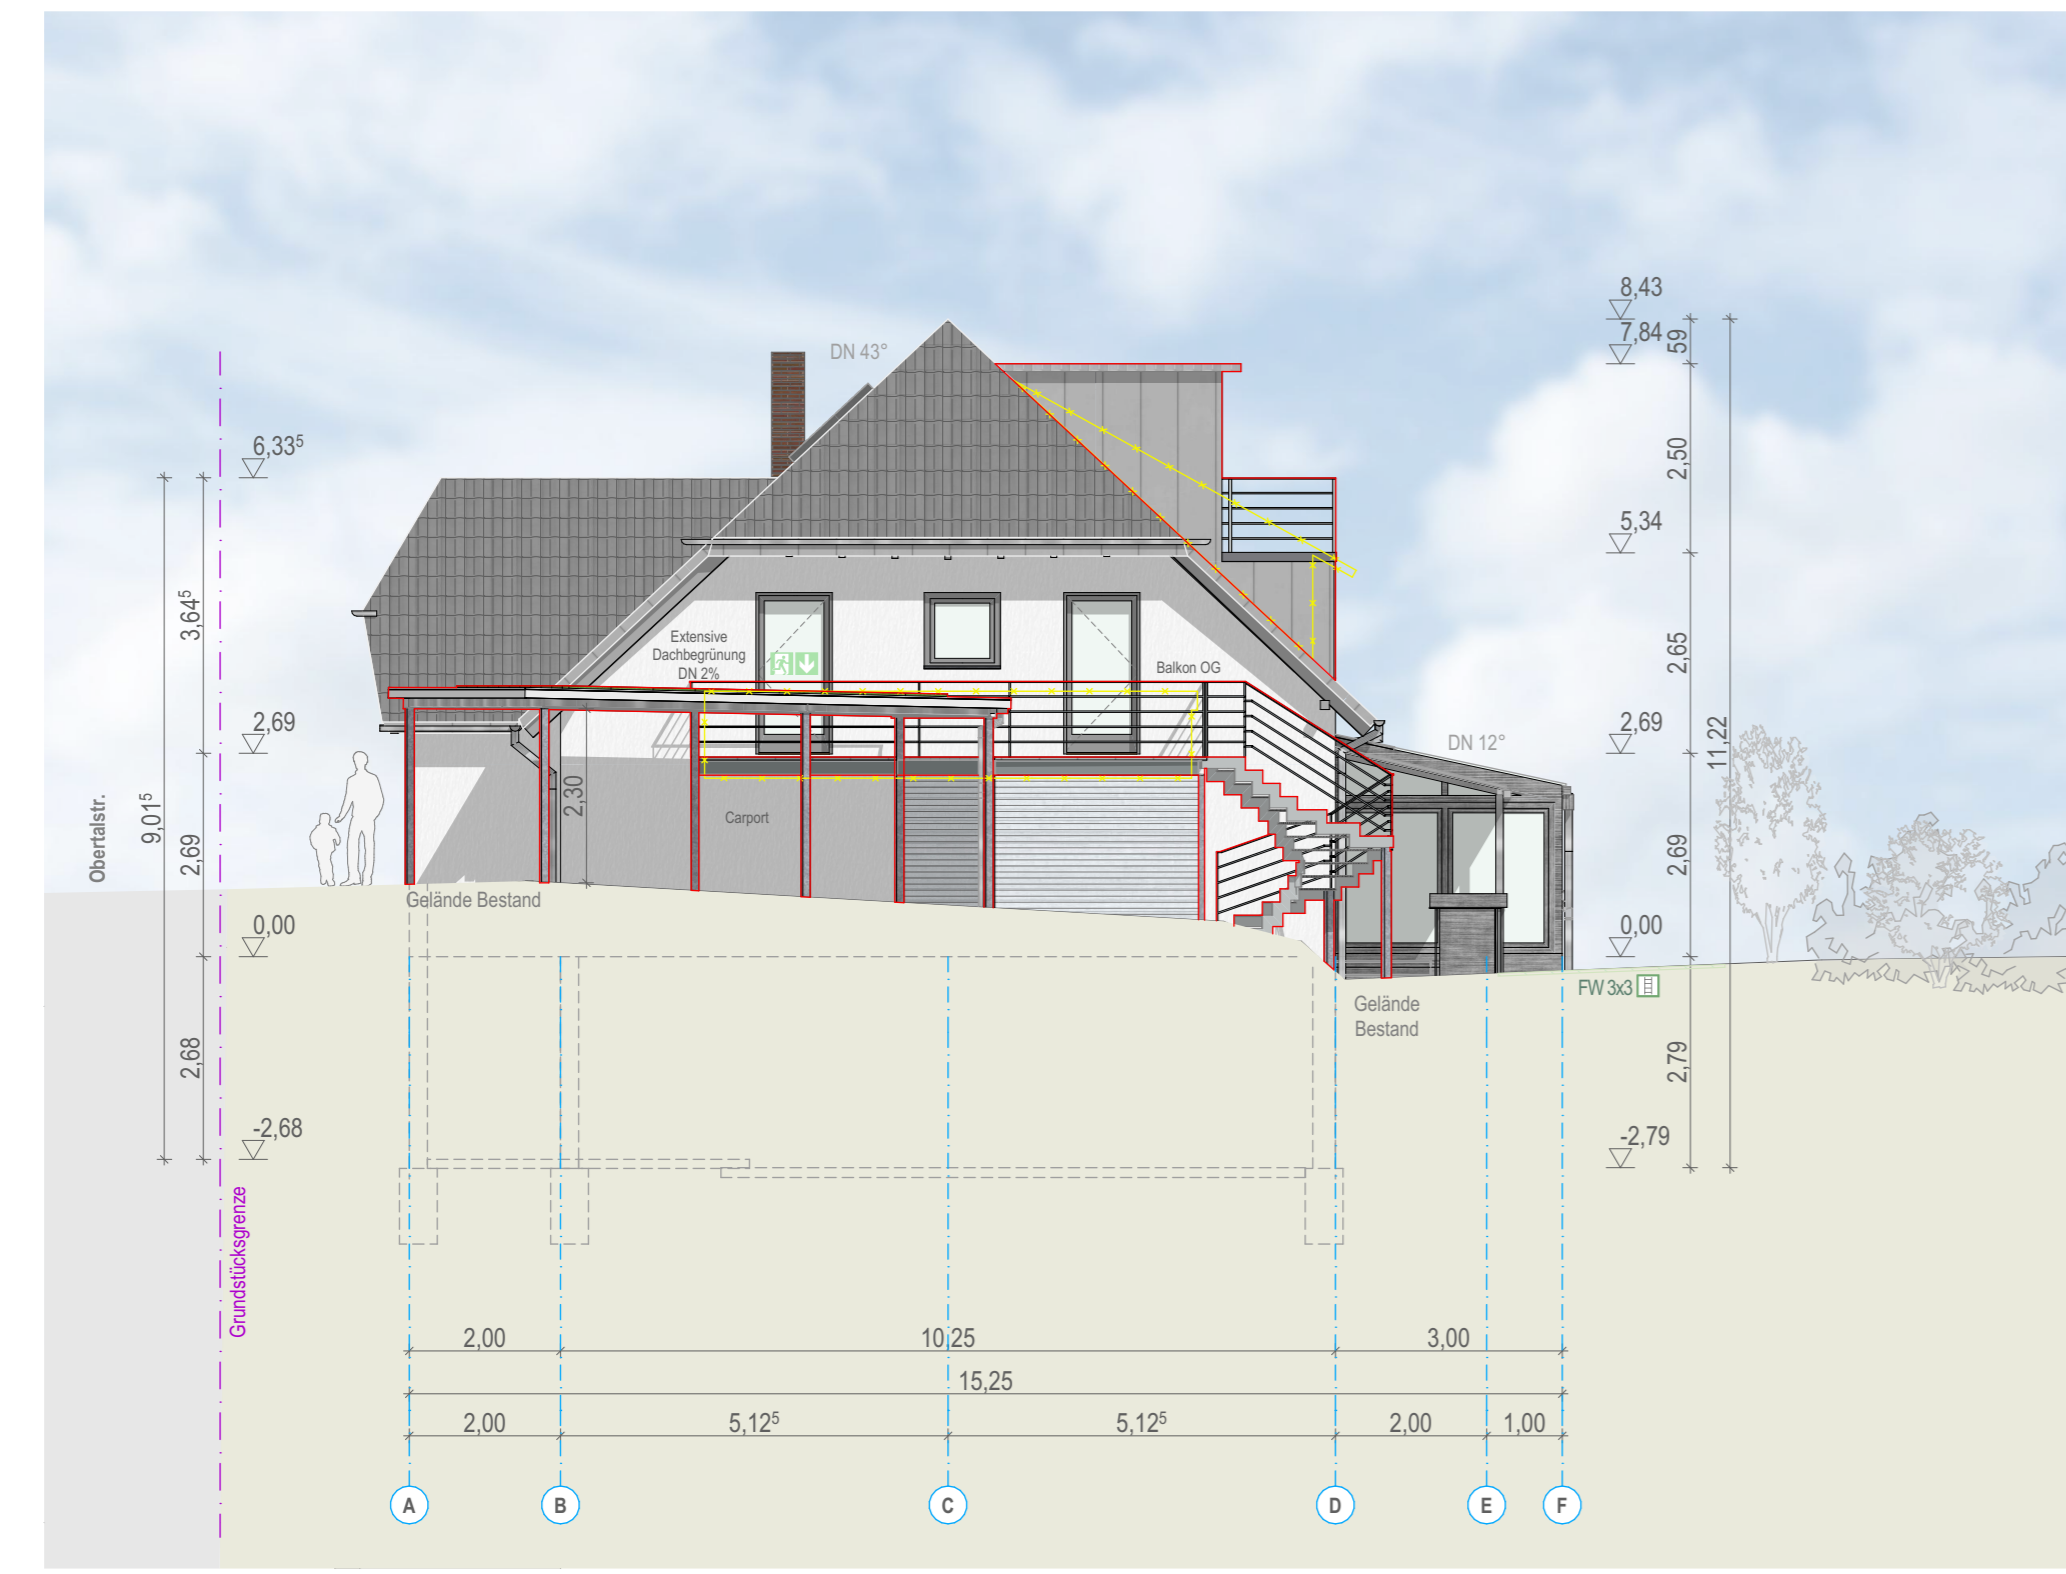 8,43
7,84
59
DN 43°
6,33⁵
2,50
5,34
3,64⁵
2,65
Extensive
Dachbegrünung
DN 2%
Balkon OG
2,69
2,69
11,22
DN 12°
Obertalstr.
9,01⁵
2,69
2,30
Carport
2,69
Gelände Bestand
0,00
0,00
FW 3x3
Gelände
Bestand
2,68
2,79
-2,68
-2,79
Grundstücksgrenze
2,00
10,25
3,00
15,25
2,00
5,12⁵
5,12⁵
2,00
1,00
A
B
C
D
E
F